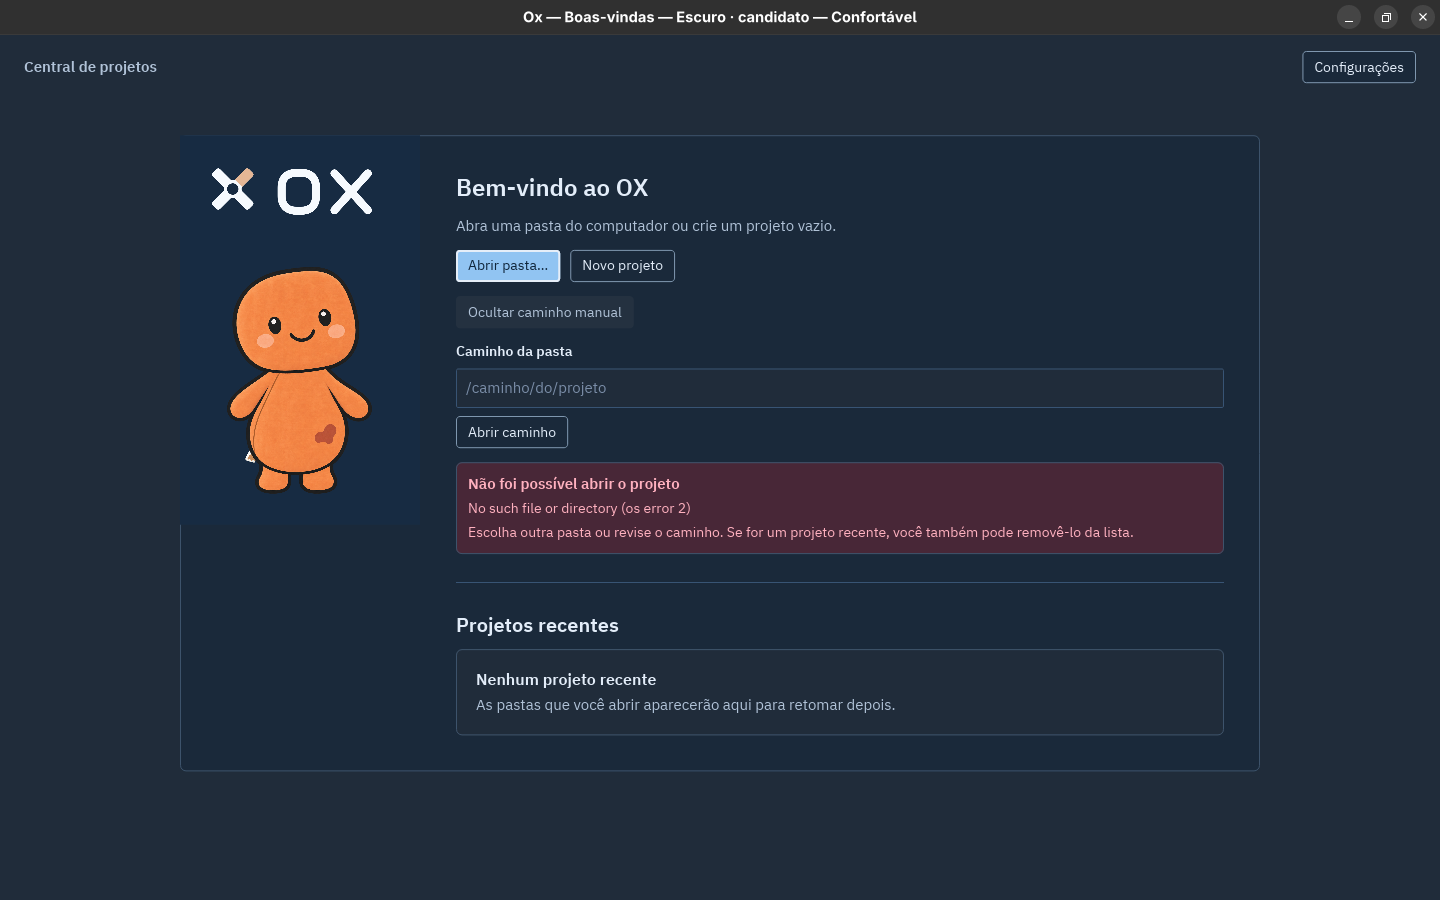 Ox — Boas-vindas — Escuro · candidato — Confortável
Central de projetos
Configurações
OX
Bem-vindo ao OX
Abra uma pasta do computador ou crie um projeto vazio.
Abrir pasta...
Novo projeto
Ocultar caminho manual
Caminho da pasta
/caminho/do/projeto
Abrir caminho
Não foi possível abrir o projeto
No such file or directory (os error 2)
Escolha outra pasta ou revise o caminho. Se for um projeto recente, você também pode removê-lo da lista.
Projetos recentes
Nenhum projeto recente
As pastas que você abrir aparecerão aqui para retomar depois.